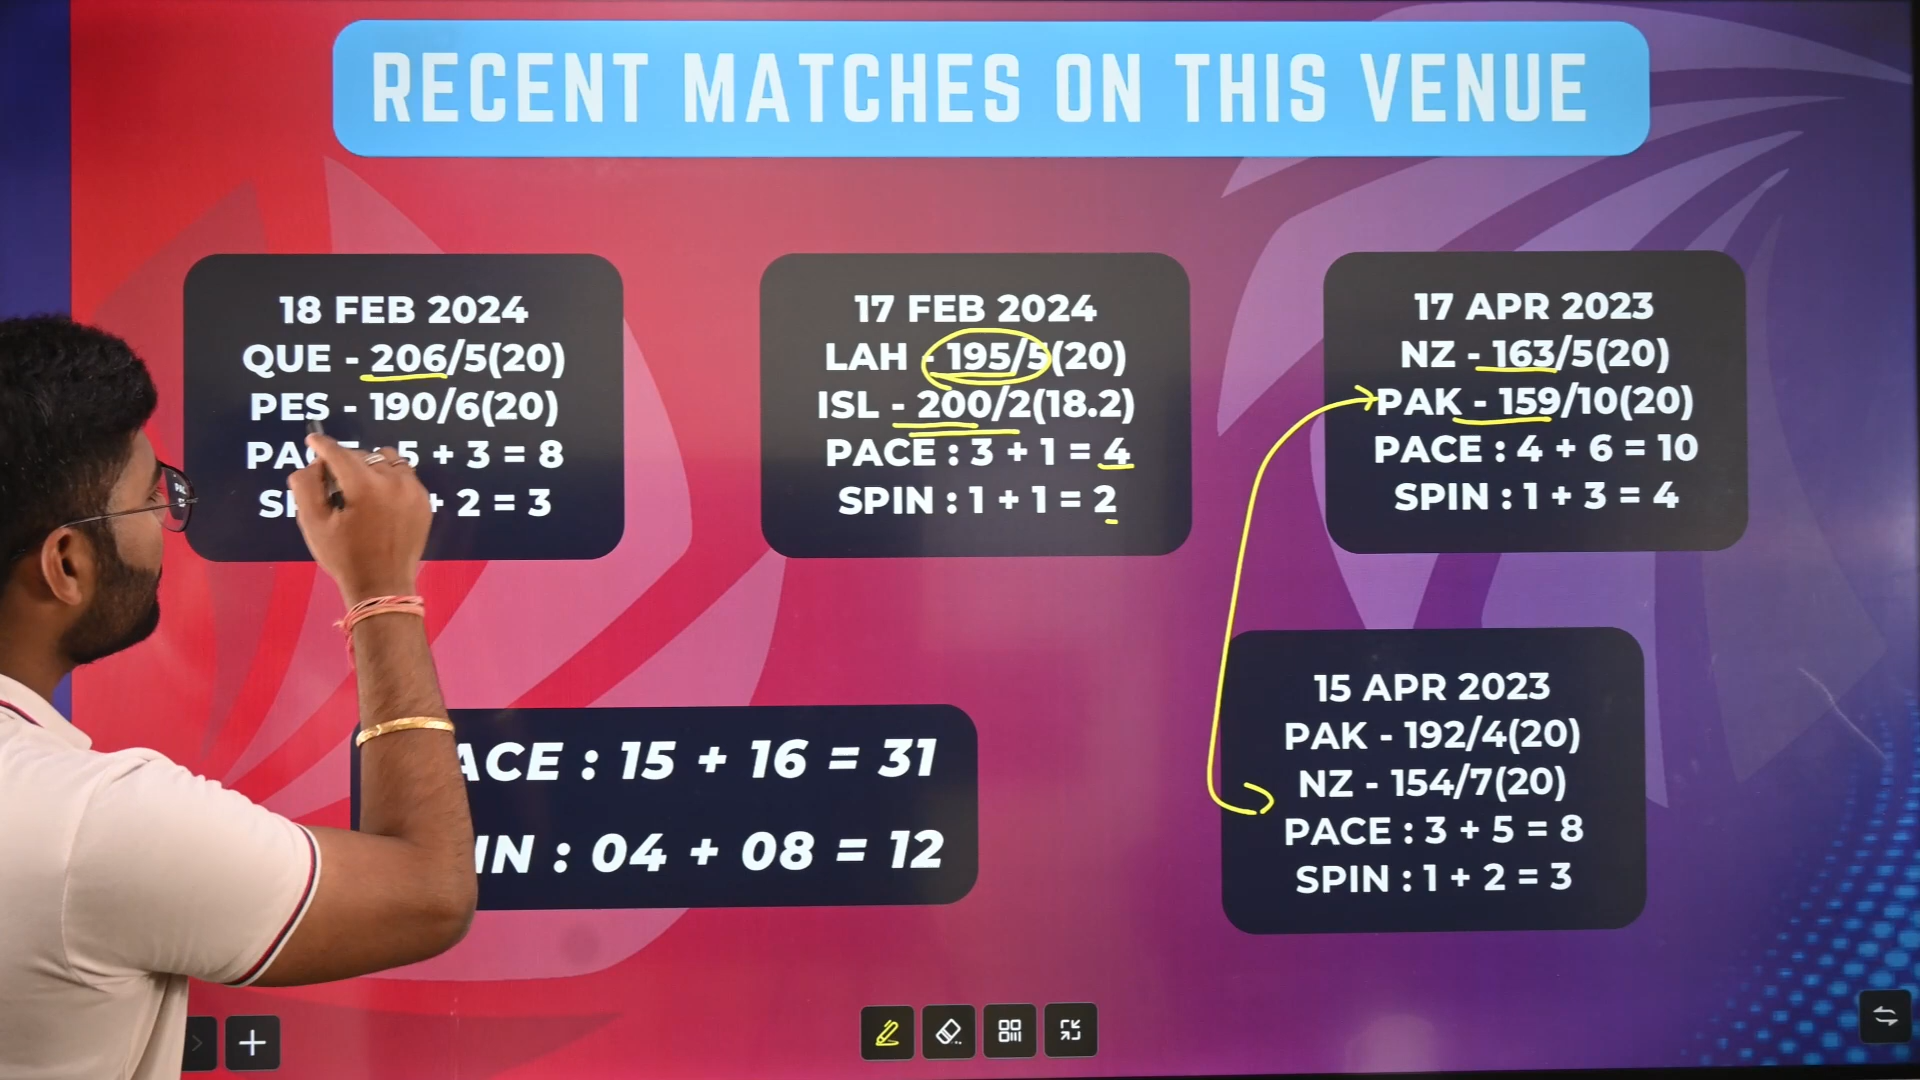 RECENT MATCHES ON THIS VENUE
18 FEB 2024
QUE - 206/5(20)
PES - 190/6(20)
5 + 3 = 8
+ 2 = 3
17 FEB 2024
LAH - 195/5(20)
ISL - 200/2(18.2)
PACE : 3 + 1 = 4
SPIN : 1 + 1 = 2
17 APR 2023
NZ - 163/5(20)
PAK - 159/10(20)
PACE : 4 + 6 = 10
SPIN : 1 + 3 = 4
15 APR 2023
PAK - 192/4(20)
NZ - 154/7(20)
PACE : 3 + 5 = 8
SPIN : 1 + 2 = 3
ACE : 15 + 16 = 31
IN : 04 + 08 = 12